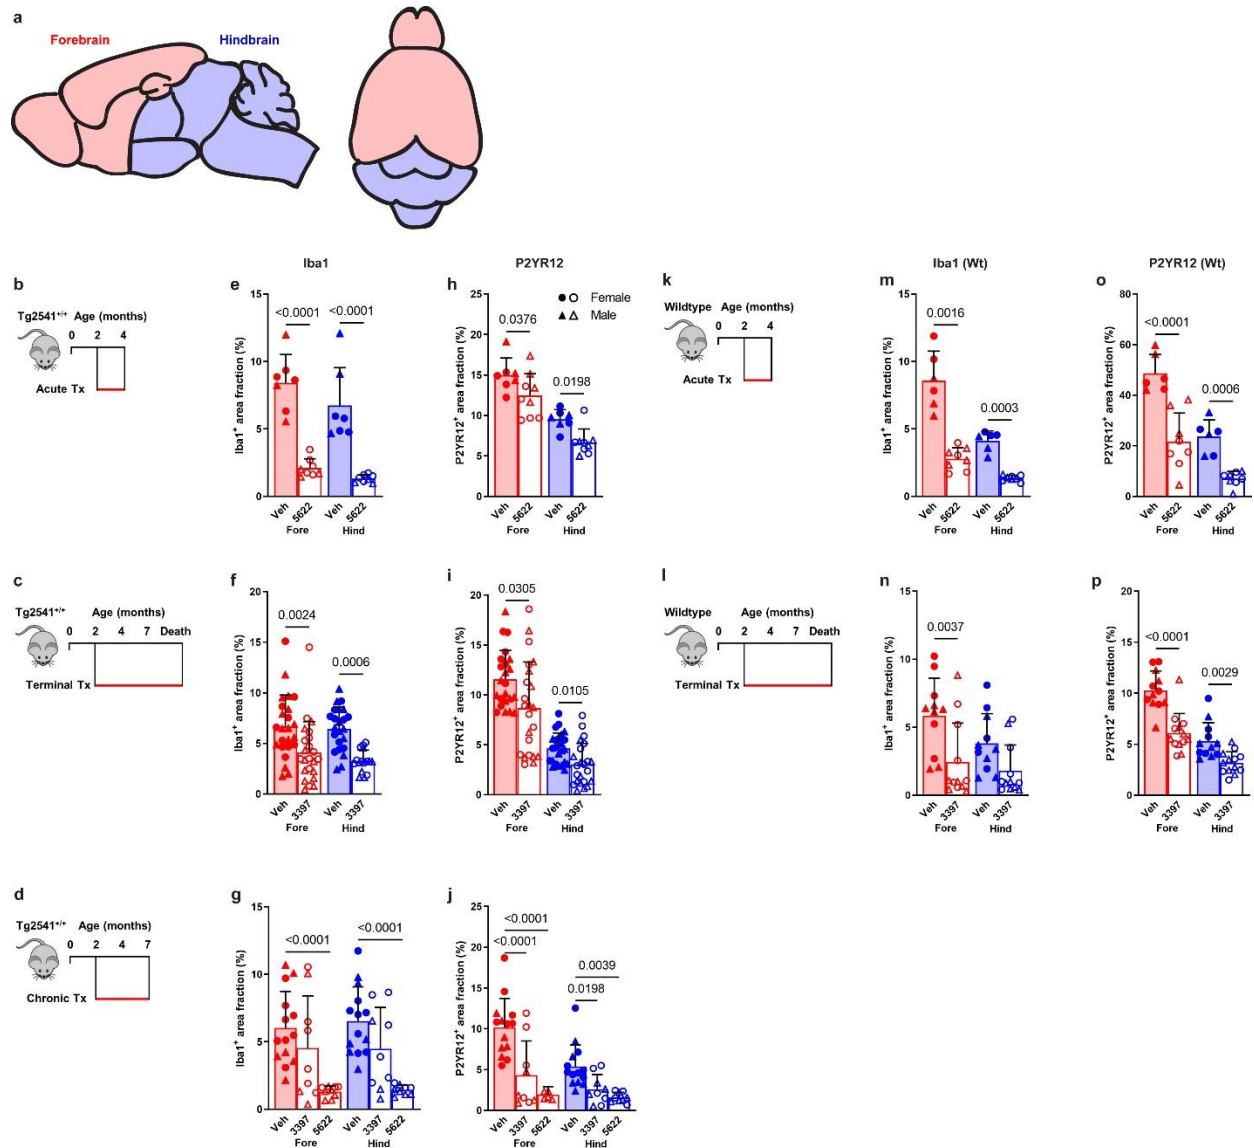 a
Forebrain
Hindbrain
Iba1
P2YR12
Iba1 (Wt)
P2YR12 (Wt)
b
Tg2541+/+ Age (months)
0 2 4
Acute Tx
e
Iba1+ area fraction (%)
15
10
5
0
<0.0001
<0.0001
Veh 5622 Veh 5622
Fore Hind
h
P2YR12+ area fraction (%)
25
20
15
10
5
0
0.0376
0.0198
Female
Male
Veh 5622 Veh 5622
Fore Hind
k
Wildtype Age (months)
0 2 4
Acute Tx
m
Iba1+ area fraction (%)
15
10
5
0
0.0016
0.0003
Veh 5622 Veh 5622
Fore Hind
o
P2YR12+ area fraction (%)
80
60
40
20
0
<0.0001
0.0006
Veh 5622 Veh 5622
Fore Hind
c
Tg2541+/+ Age (months)
0 2 4 7 Death
Terminal Tx
f
Iba1+ area fraction (%)
20
15
10
5
0
0.0024
0.0006
Veh 3397 Veh 3397
Fore Hind
i
P2YR12+ area fraction (%)
20
15
10
5
0
0.0305
0.0105
Veh 3397 Veh 3397
Fore Hind
l
Wildtype Age (months)
0 2 4 7 Death
Terminal Tx
n
Iba1+ area fraction (%)
15
10
5
0
0.0037
Veh 3397 Veh 3397
Fore Hind
p
P2YR12+ area fraction (%)
20
15
10
5
0
<0.0001
0.0029
Veh 3397 Veh 3397
Fore Hind
d
Tg2541+/+ Age (months)
0 2 4 7
Chronic Tx
g
Iba1+ area fraction (%)
15
10
5
0
<0.0001
<0.0001
Veh 3397 5622 Veh 3397 5622
Fore Hind
j
P2YR12+ area fraction (%)
25
20
15
10
5
0
<0.0001
<0.0001
0.0039
0.0198
Veh 3397 5622 Veh 3397 5622
Fore Hind